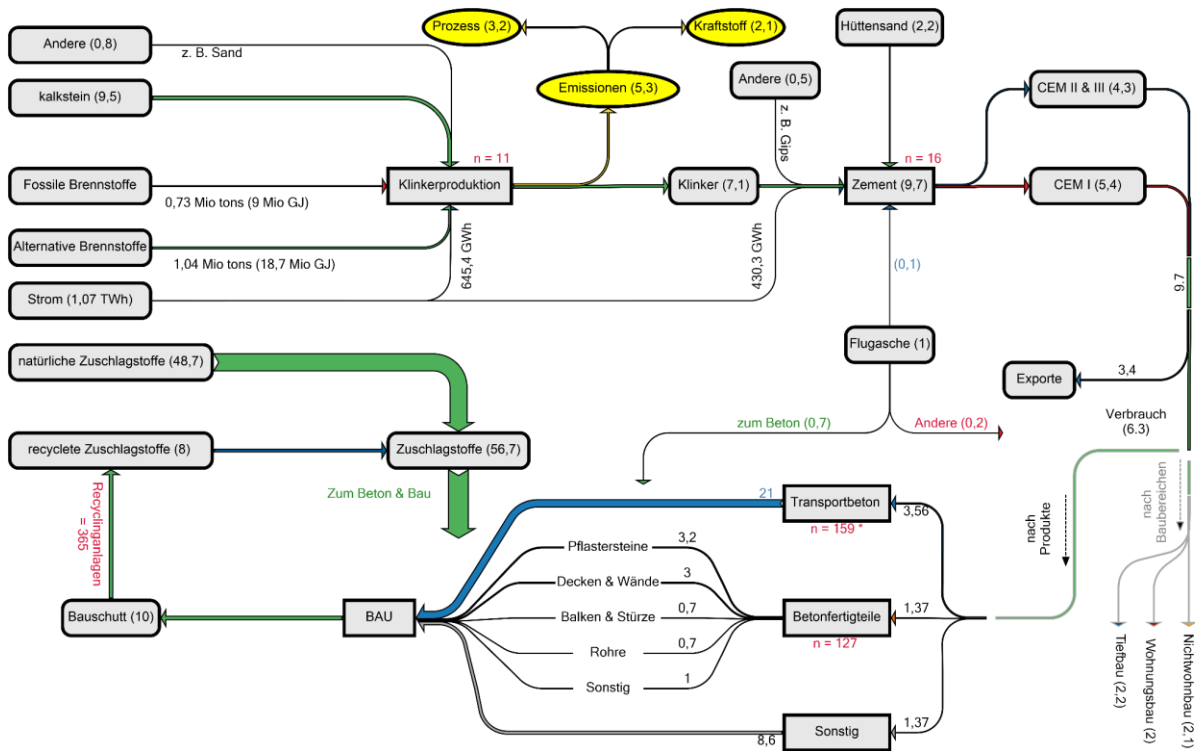 Andere (0,8)
z. B. Sand
kalkstein (9,5)
Prozess (3,2)
Kraftstoff (2,1)
Emissionen (5,3)
Hüttensand (2,2)
Andere (0,5)
z. B. Gips
CEM II & III (4,3)
n = 11
n = 16
Fossile Brennstoffe
0,73 Mio tons (9 Mio GJ)
Klinkerproduktion
Klinker (7,1)
Zement (9,7)
CEM I (5,4)
Alternative Brennstoffe
1,04 Mio tons (18,7 Mio GJ)
645,4 GWh
430,3 GWh
(0,1)
9.7
Strom (1,07 TWh)
natürliche Zuschlagstoffe (48,7)
Flugasche (1)
Exporte
3,4
zum Beton (0,7)
Andere (0,2)
Verbrauch
(6.3)
recyclete Zuschlagstoffe (8)
Zuschlagstoffe (56,7)
Zum Beton & Bau
Recyclinganlagen
= 365
21
Transportbeton
n = 159 *
3,56
nach
Produkte
nach
Baubereichen
Pflastersteine
3,2
Decken & Wände
3
Balken & Stürze
0,7
Rohre
0,7
Sonstig
1
Bauschutt (10)
BAU
Betonfertigteile
n = 127
1,37
Sonstig
8,6
1,37
Tiefbau (2,2)
Wohnungsbau (2)
Nichtwohnbau (2,1)